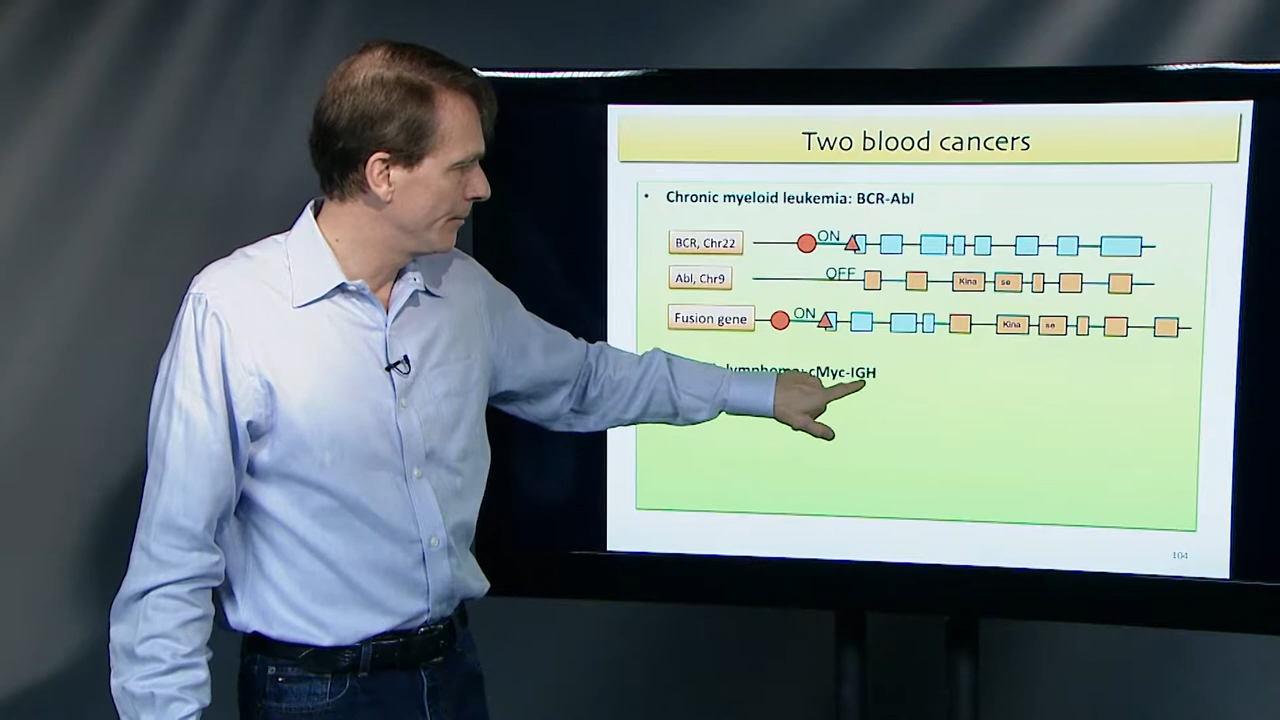 Two blood cancers
• Chronic myeloid leukemia: BCR-Abl
BCR, Chr22 ON
Abl, Chr9 OFF Kina se
Fusion gene ON Kina se
lymphoma: cMyc-IGH
104